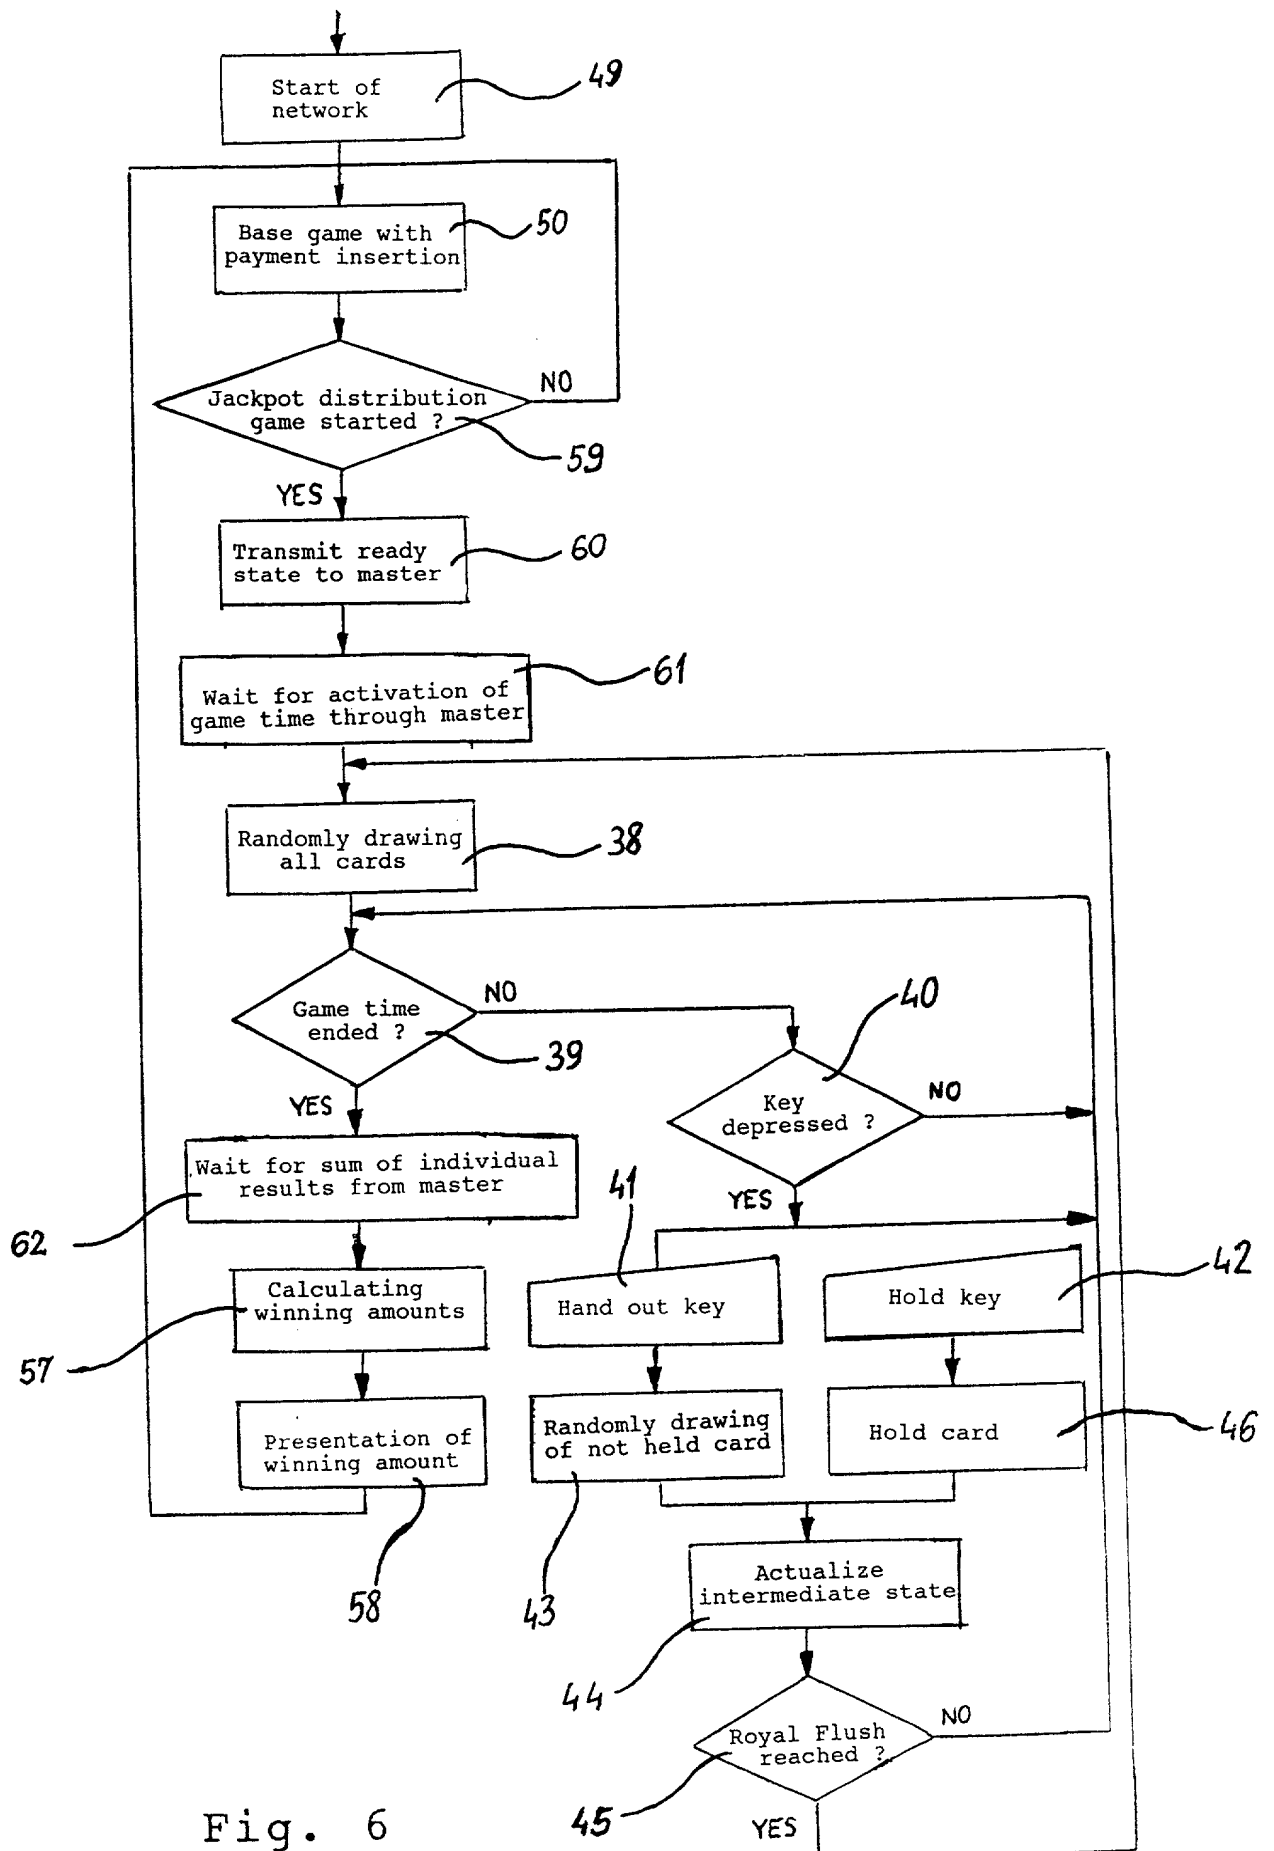 Start of
network
49
Base game with
payment insertion
50
NO
Jackpot distribution
game started ?
59
YES
Transmit ready
state to master
60
Wait for activation of
game time through master
61
Randomly drawing
all cards
38
Game time
ended ?
39
NO
40
Key
depressed ?
NO
YES
YES
Wait for sum of individual
results from master
62
41
Hand out key
Hold key
42
Calculating
winning amounts
57
Randomly drawing
of not held card
43
Hold card
46
Presentation of
winning amount
58
Actualize
intermediate state
44
Royal Flush
reached ?
NO
45
YES
Fig. 6